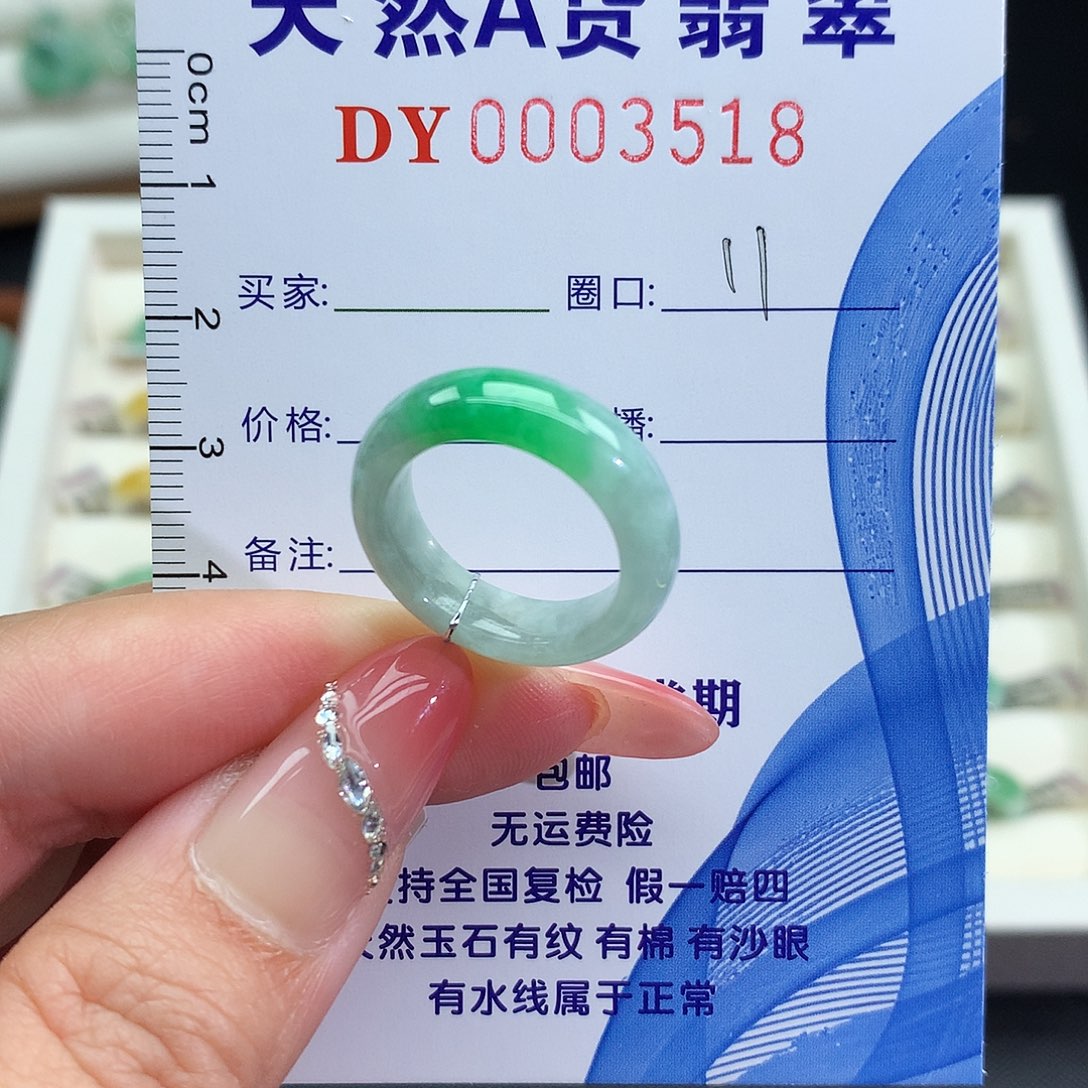 天然A货翡翠
DY0003518
0cm
1
2
3
4
买家: 圈口: 11
价格: 播:
备注:
期
包邮
无运费险
持全国复检 假一赔四
然玉石有纹 有棉 有沙眼
有水线属于正常